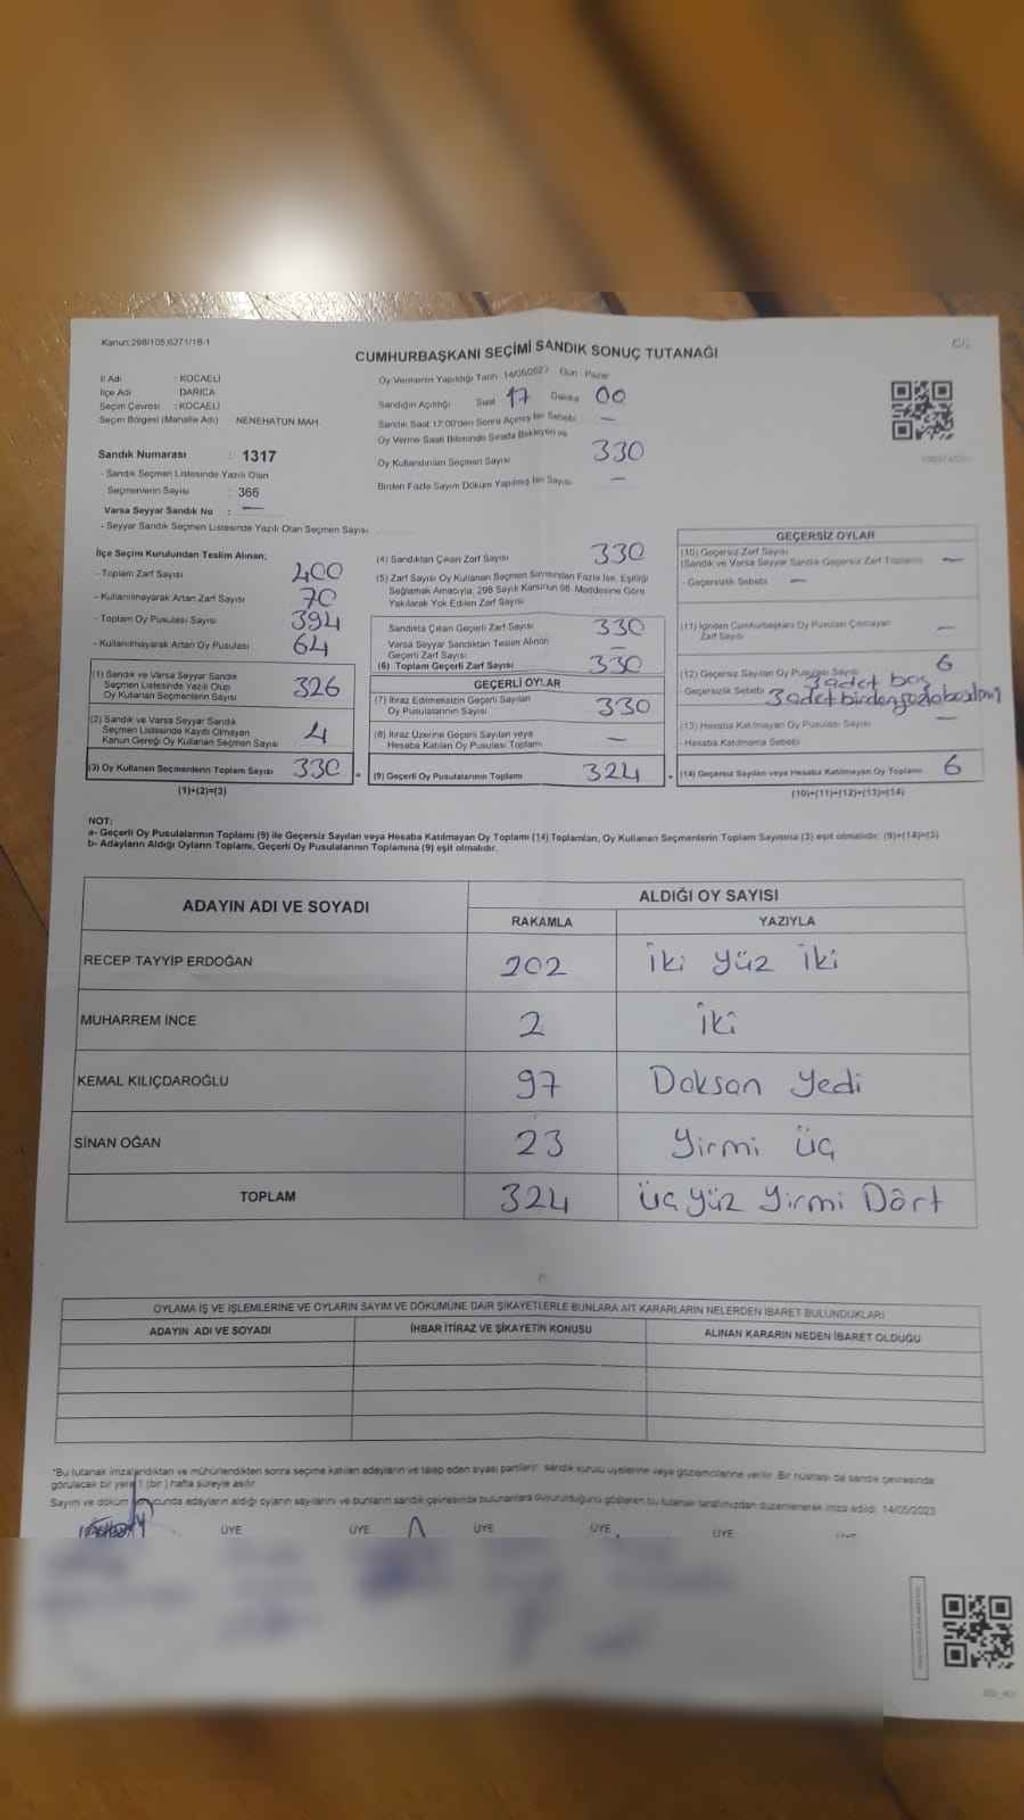 Kanun:298/105,6271/18-1
CUMHURBAŞKANI SEÇİMİ SANDIK SONUÇ TUTANAĞI
İl Adı : KOCAELİ
İlçe Adı : DARICA
Seçim Çevresi : KOCAELİ
Seçim Bölgesi (Mahalle Adı) NENEHATUN MAH.
Sandık Numarası : 1317
- Sandık Seçmen Listesinde Yazılı Olan
Seçmenlerin Sayısı : 366
Varsa Seyyar Sandık No : —
- Seyyar Sandık Seçmen Listesinde Yazılı Olan Seçmen Sayısı
Oy Vermenin Yapıldığı Tarih 14/05/2023 Gün: Pazar
Sandığın Açıldığı Saat 17 Dakika 00
Sandık Saat 17:00'den Sonra Açılmış İse Sebebi —
Oy Verme Saati Bitiminde Sırada Bekleyen
Oy Kullandırılan Seçmen Sayısı 330
Birden Fazla Sayım Döküm Yapılmış İse Sayısı —
İlçe Seçim Kurulundan Teslim Alınan;
- Toplam Zarf Sayısı 400
- Kullanılmayarak Artan Zarf Sayısı 70
- Toplam Oy Pusulası Sayısı 394
- Kullanılmayarak Artan Oy Pusulası 64
(1) Sandık ve Varsa Seyyar Sandık
Seçmen Listesinde Yazılı Olup
Oy Kullanan Seçmenlerin Sayısı 326
(2) Sandık ve Varsa Seyyar Sandık
Seçmen Listesinde Kayıtlı Olmayan
Kanun Gereği Oy Kullanan Seçmen Sayısı 4
(3) Oy Kullanan Seçmenlerin Toplam Sayısı 330
(1)+(2)=(3)
(4) Sandıktan Çıkan Zarf Sayısı 330
(5) Zarf Sayısı Oy Kullanan Seçmen Sayısından Fazla İse, Eşitliği
Sağlamak Amacıyla, 298 Sayılı Kanunun 98. Maddesine Göre
Yakılarak Yok Edilen Zarf Sayısı
Sandıkta Çıkan Geçerli Zarf Sayısı 330
Varsa Seyyar Sandıktan Teslim Alınan
Geçerli Zarf Sayısı —
(6) Toplam Geçerli Zarf Sayısı 330
GEÇERLİ OYLAR
(7) İtiraz Edilmeksizin Geçerli Sayılan
Oy Pusulalarının Sayısı 330
(8) İtiraz Üzerine Geçerli Sayılan veya
Hesaba Katılan Oy Pusulası Toplamı —
(9) Geçerli Oy Pusulalarının Toplamı 324
GEÇERSİZ OYLAR
(10) Geçersiz Zarf Sayısı
(Sandık ve Varsa Seyyar Sandık Geçersiz Zarf Toplamı) —
- Geçersizlik Sebebi —
(11) İçinden Cumhurbaşkanı Oy Pusulası Çıkmayan
Zarf Sayısı —
(12) Geçersiz Sayılan Oy Pusulası Sayısı 6
Geçersizlik Sebebi 3 adet boş
3 adet birden fazla basılmış
(13) Hesaba Katılmayan Oy Pusulası Sayısı —
- Hesaba Katılmama Sebebi
(14) Geçersiz Sayılan veya Hesaba Katılmayan Oy Toplamı 6
(10)+(11)+(12)+(13)=(14)
NOT:
a- Geçerli Oy Pusulalarının Toplamı (9) ile Geçersiz Sayılan veya Hesaba Katılmayan Oy Toplamı (14) Toplamları, Oy Kullanan Seçmenlerin Toplam Sayısına (3) eşit olmalıdır. (9)+(14)=(3)
b- Adayların Aldığı Oyların Toplamı, Geçerli Oy Pusulalarının Toplamına (9) eşit olmalıdır.
ADAYIN ADI VE SOYADI ALDIĞI OY SAYISI
RAKAMLA YAZIYLA
RECEP TAYYİP ERDOĞAN 202 iki yüz iki
MUHARREM İNCE 2 iki
KEMAL KILIÇDAROĞLU 97 Doksan yedi
SİNAN OĞAN 23 Yirmi üç
TOPLAM 324 üç yüz yirmi Dört
OYLAMA İŞ VE İŞLEMLERİNE VE OYLARIN SAYIM VE DÖKÜMÜNE DAİR ŞİKAYETLERLE BUNLARA AİT KARARLARIN NELERDEN İBARET BULUNDUKLARI
ADAYIN ADI VE SOYADI İHBAR İTİRAZ VE ŞİKAYETİN KONUSU ALINAN KARARIN NEDEN İBARET OLDUĞU
*Bu tutanak imzalandıktan ve mühürlendikten sonra seçime katılan adayların ve talep eden siyasi partilerin sandık kurulu üyelerine veya gözlemcilerine verilir. Bir nüshası da sandık çevresinde
görülecek bir yere 1 (bir) hafta süreyle asılır.
Sayım ve döküm sonucunda adayların aldığı oyların sayılarını ve bunların sandık çevresinde bulunanlara duyurulduğunu gösteren bu tutanak tarafımızdan düzenlenerek imza edildi. 14/05/2023
ÜYE ÜYE ÜYE ÜYE ÜYE